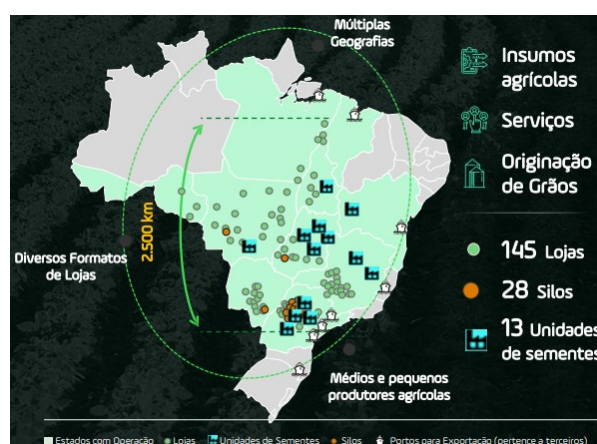 Múltiplas
Geografias
Insumos
agrícolas
Serviços
Originação
de Grãos
2.500 km
Diversos Formatos
de Lojas
145 Lojas
28 Silos
13 Unidades
de sementes
Médios e pequenos
produtores agrícolas
Estados com Operação
Lojas
Unidades de Sementes
Silos
Portos para Exportação (pertence a terceiros)